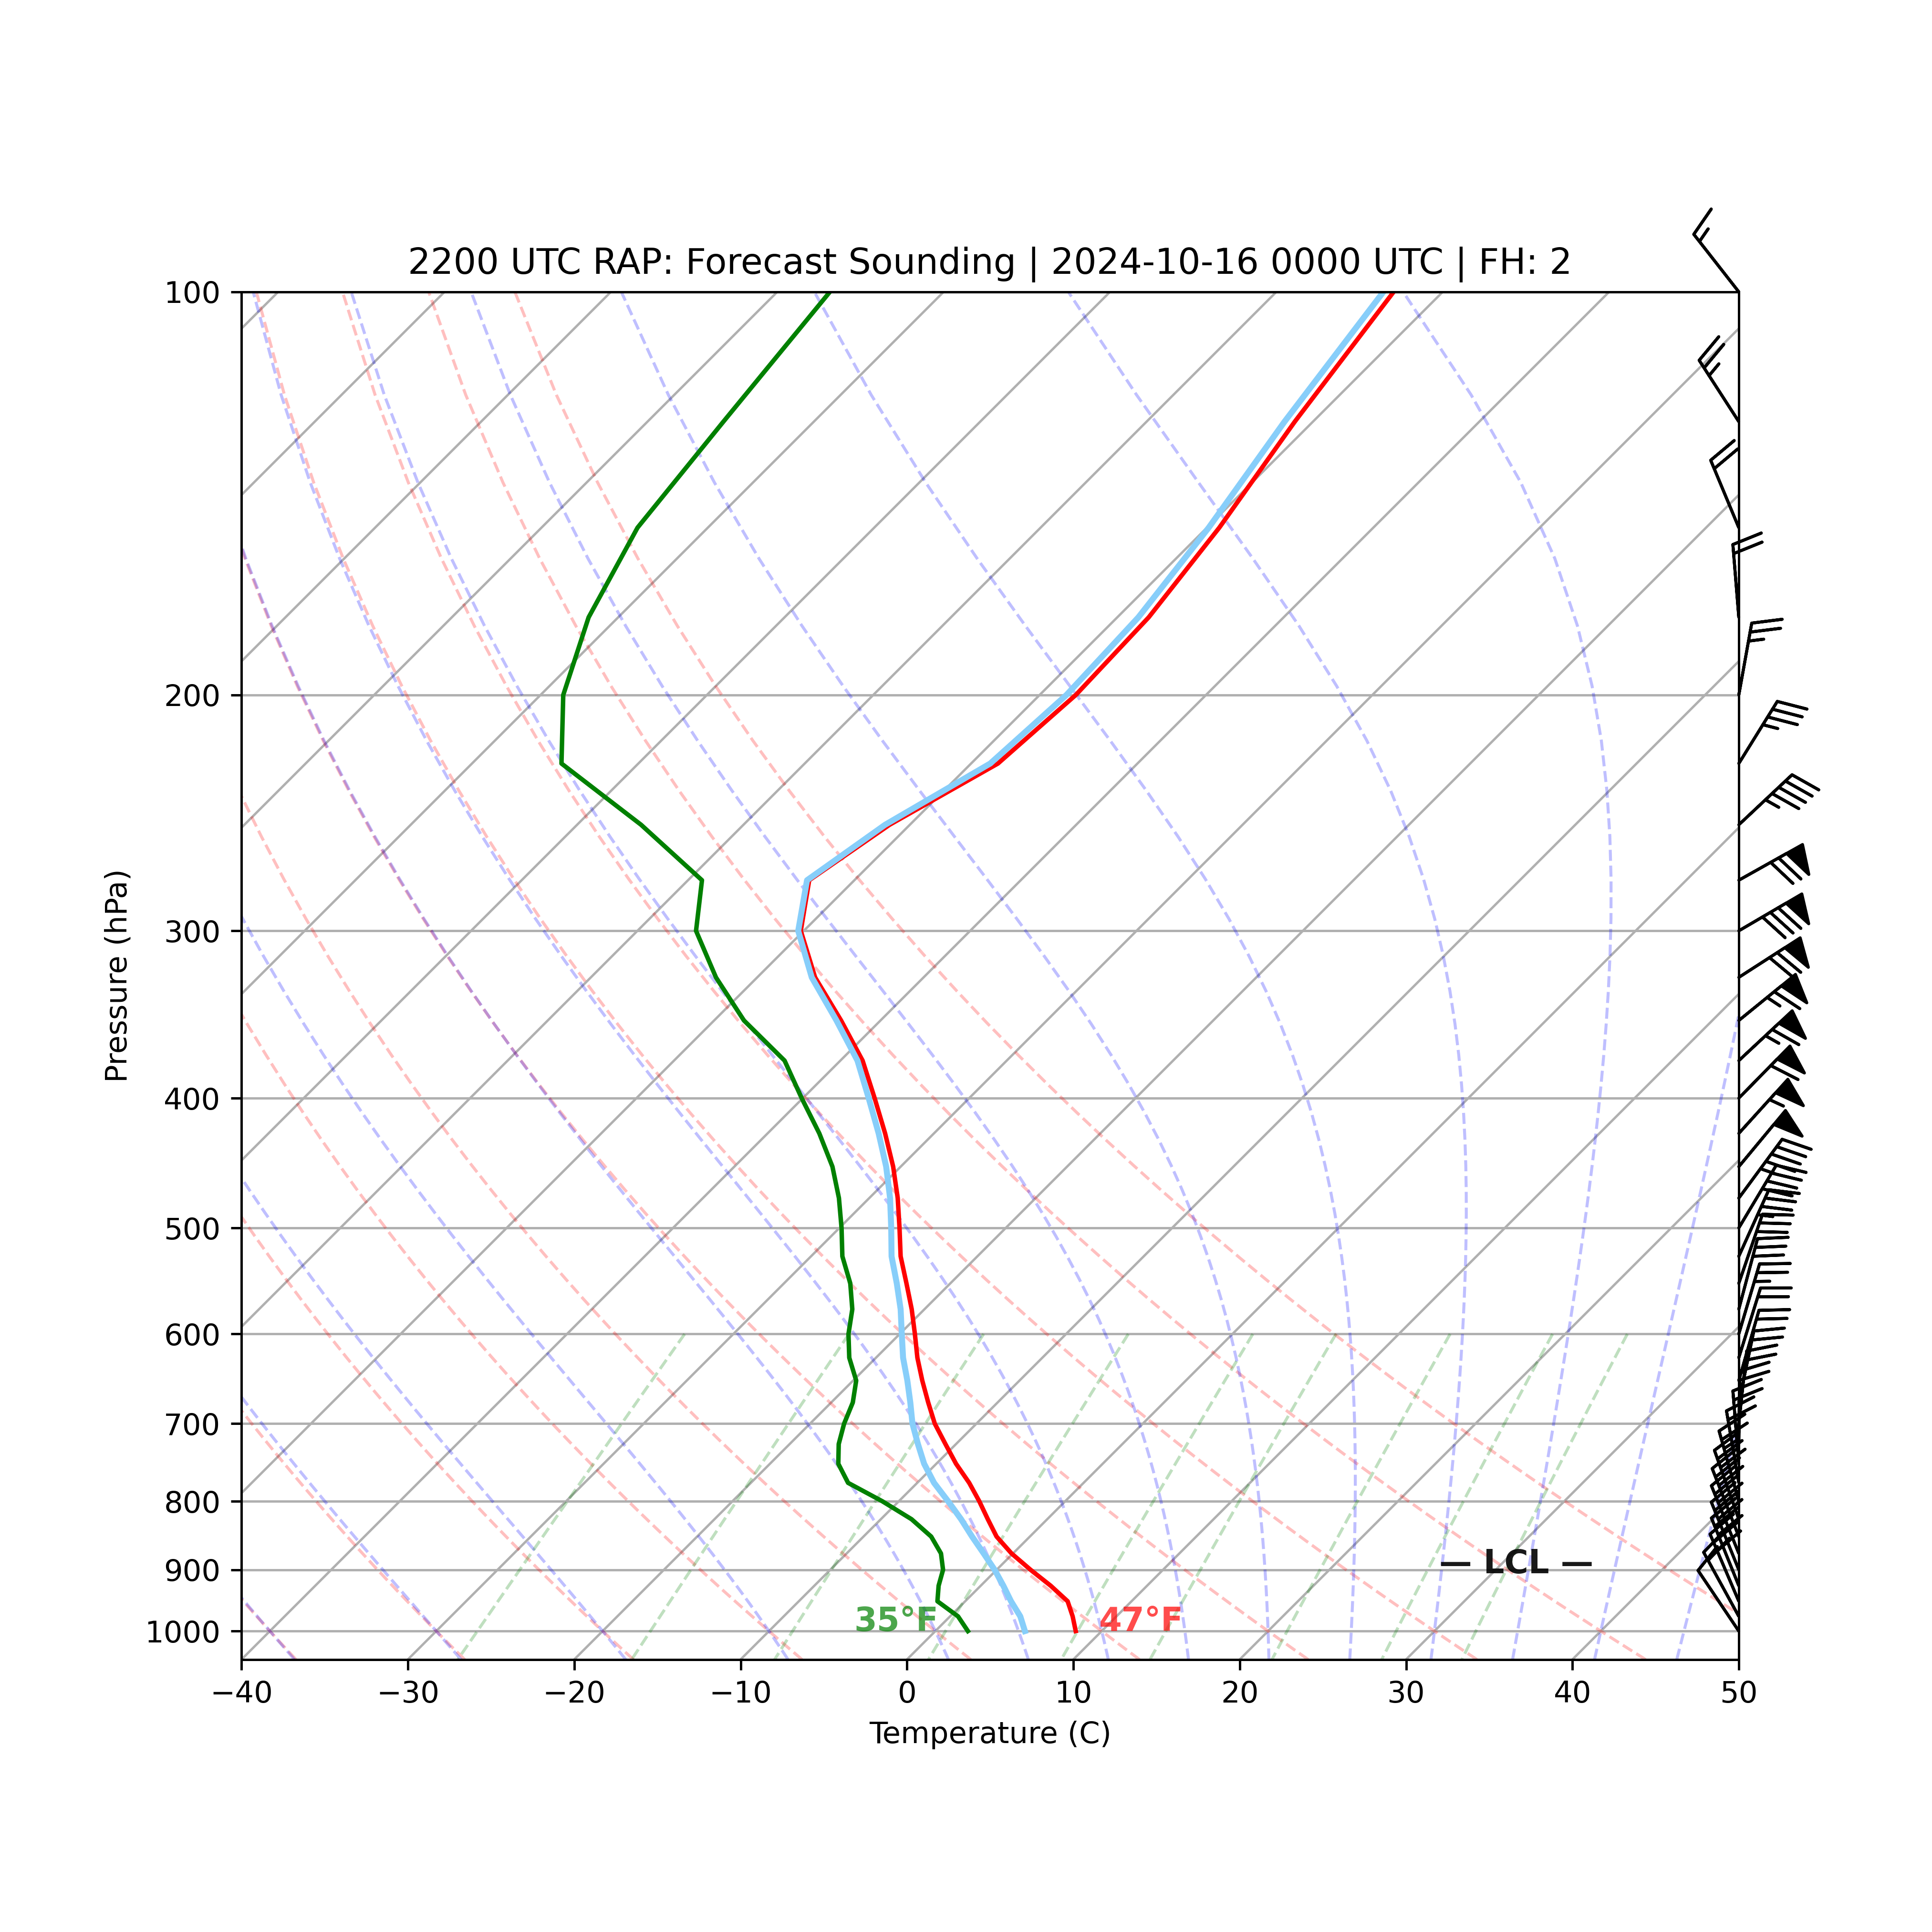 2200 UTC RAP: Forecast Sounding | 2024-10-16 0000 UTC | FH: 2
100
200
300
400
500
600
700
800
900
1000
Pressure (hPa)
— LCL —
35°F
47°F
−40 −30 −20 −10 0 10 20 30 40 50
Temperature (C)